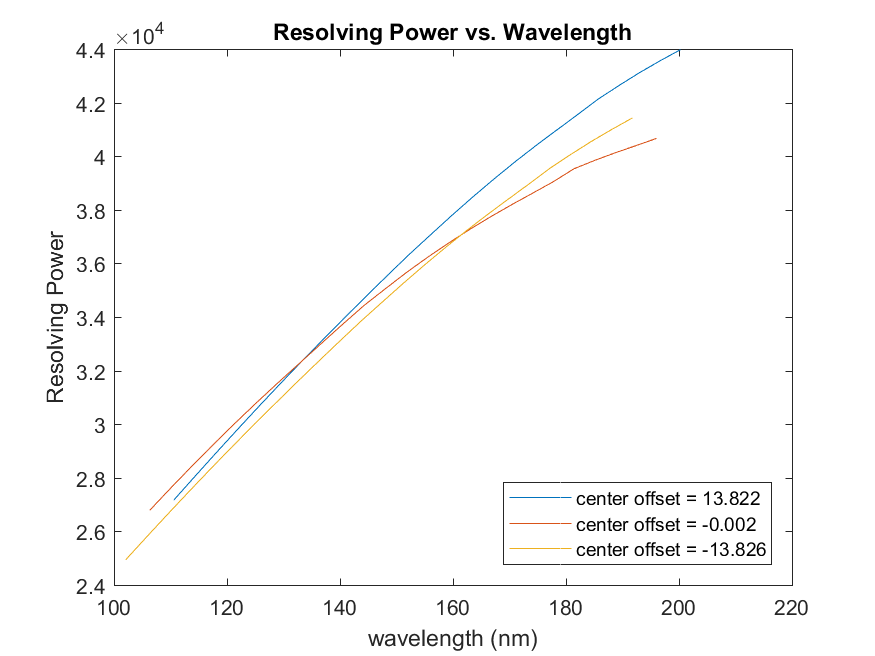 Resolving Power vs. Wavelength
×10^4
4.4
4.2
4
3.8
3.6
3.4
3.2
3
2.8
2.6
2.4
Resolving Power
100 120 140 160 180 200 220
wavelength (nm)
center offset = 13.822
center offset = -0.002
center offset = -13.826